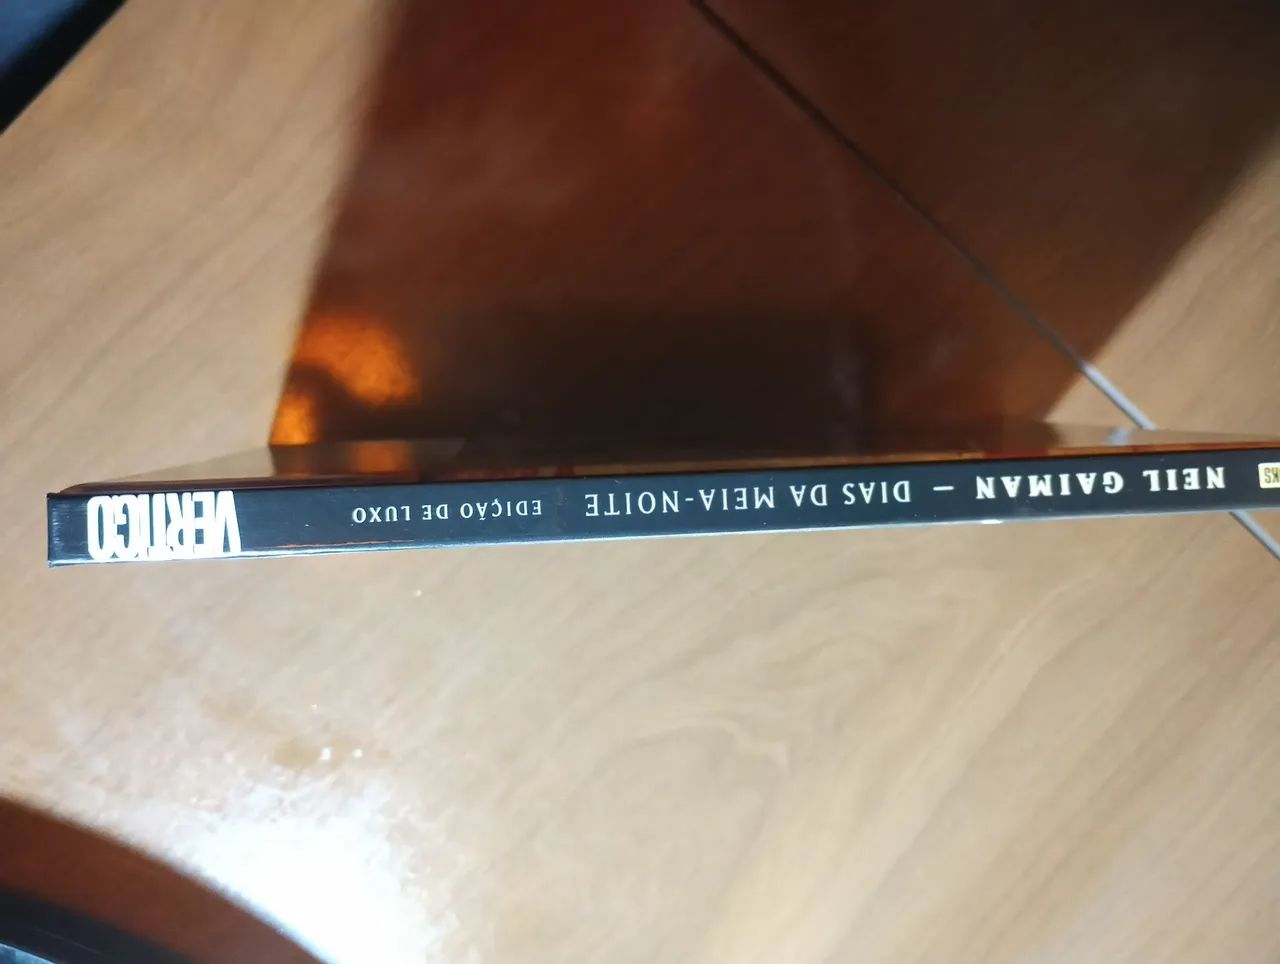 NEIL GAIMAN – DIAS DA MEIA-NOITE EDIÇÃO DE LUXO
VERTIGO